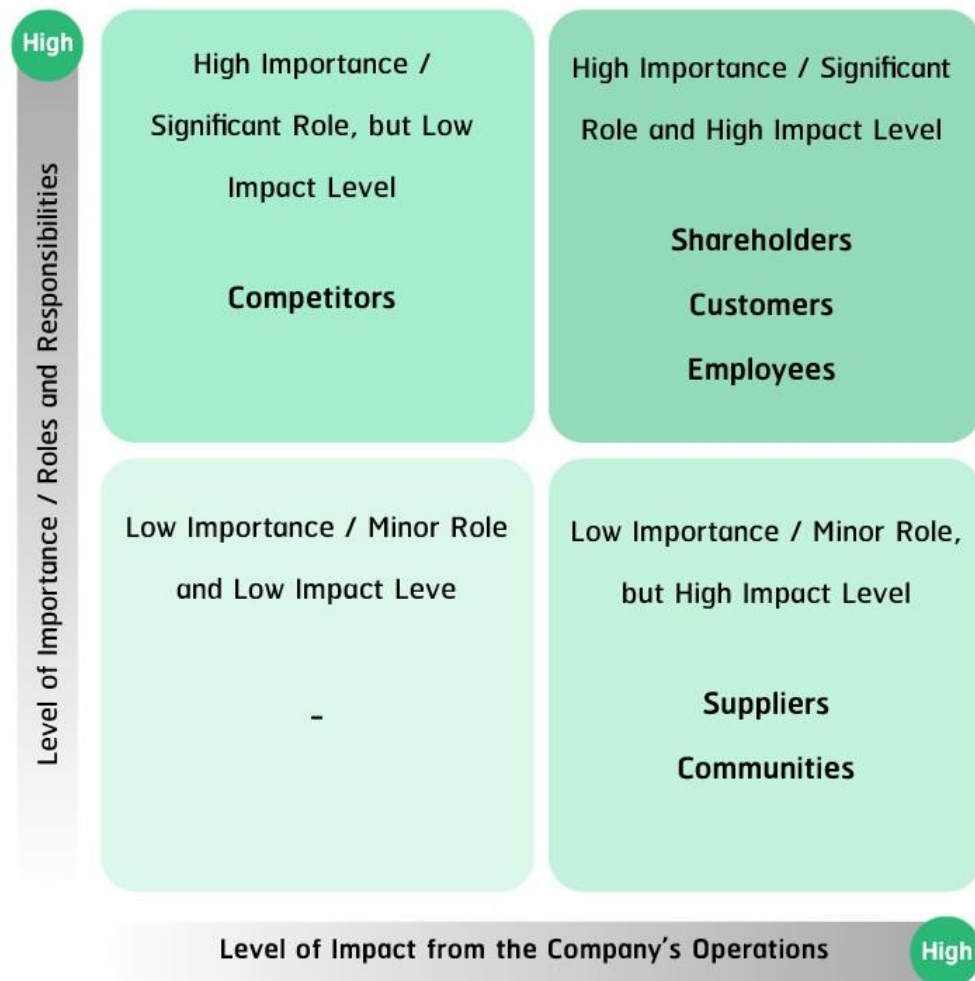 High
Level of Importance / Roles and Responsibilities
High Importance /
Significant Role, but Low
Impact Level
Competitors
High Importance / Significant
Role and High Impact Level
Shareholders
Customers
Employees
Low Importance / Minor Role
and Low Impact Leve
-
Low Importance / Minor Role,
but High Impact Level
Suppliers
Communities
Level of Impact from the Company's Operations
High